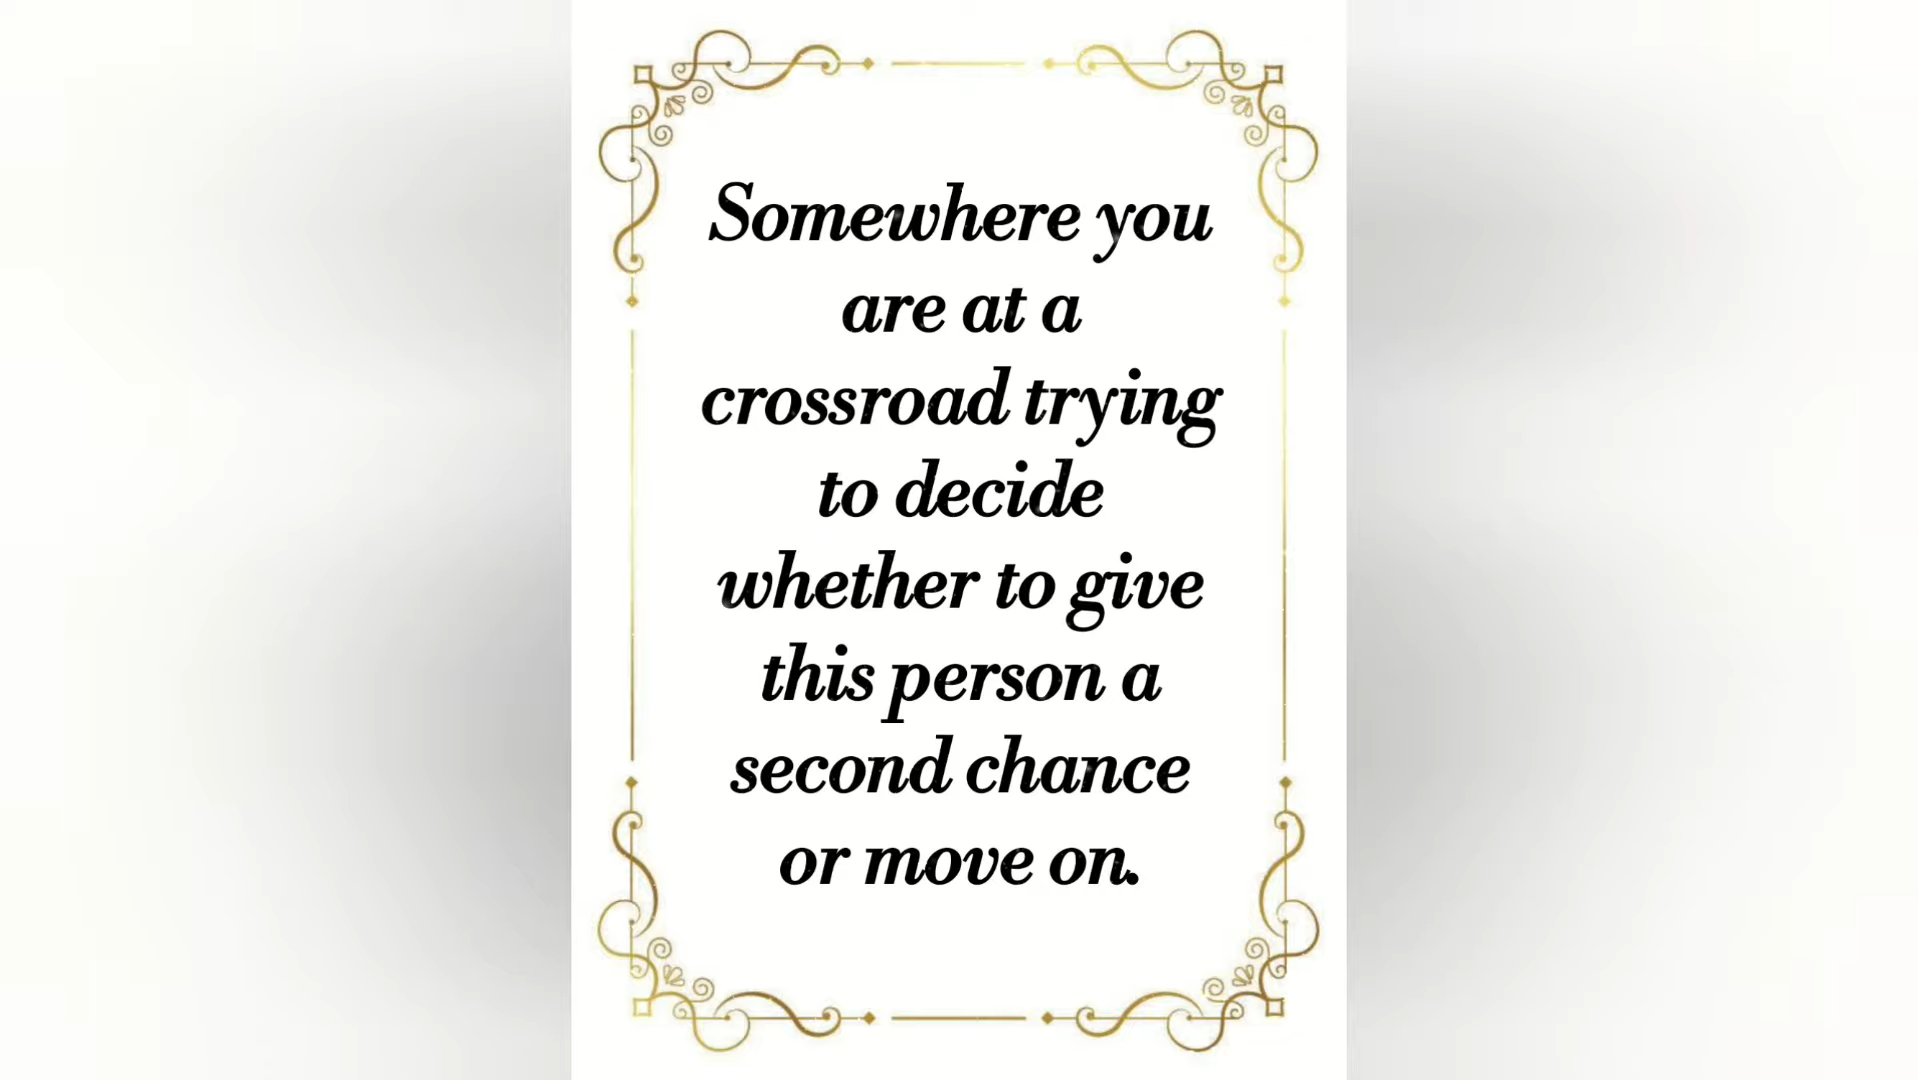 Somewhere you
are at a
crossroad trying
to decide
whether to give
this person a
second chance
or move on.